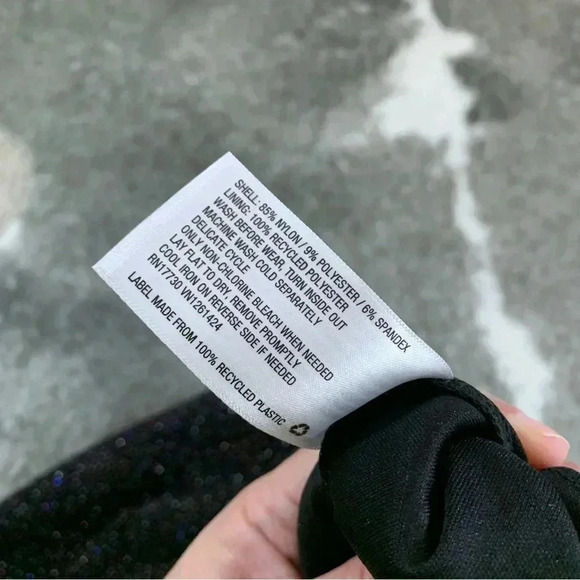 SHELL: 85% NYLON / 9% POLYESTER / 6% SPANDEX
LINING: 100% RECYCLED POLYESTER
WASH BEFORE WEAR, TURN INSIDE OUT
MACHINE WASH COLD SEPARATELY
DELICATE CYCLE
ONLY NON-CHLORINE BLEACH WHEN NEEDED
LAY FLAT TO DRY, REMOVE PROMPTLY
COOL IRON ON REVERSE SIDE IF NEEDED
RN17730 VN1261424
LABEL MADE FROM 100% RECYCLED PLASTIC